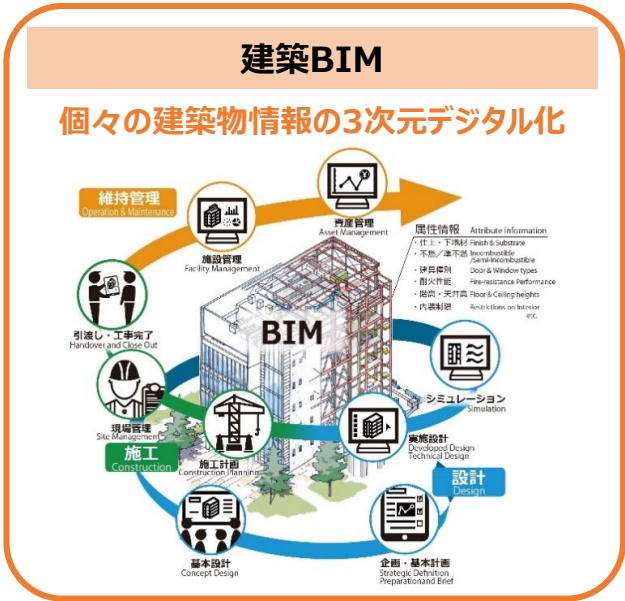 建築BIM
個々の建築物情報の3次元デジタル化
維持管理
Operation & Maintenance
資産管理
Asset Management
施設管理
Facility Management
属性情報 Attribute Information
・仕上・下地材 Finish & Substrate
・不燃／準不燃 Incombustible
/Semi-incombustible
・建具種別 Door & Window types
・耐火性能 Fire-resistance Performance
・階高・天井高 Floor & Ceiling heights
・内装制限 Restrictions on Interior
etc.
BIM
引渡し・工事完了
Handover and Close Out
シミュレーション
Simulation
現場管理
Site Management
施工
Construction
施工計画
Construction Planning
実施設計
Developed Design
Technical Design
設計
Design
基本設計
Concept Design
企画・基本計画
Strategic Definition
Preparationand Brief